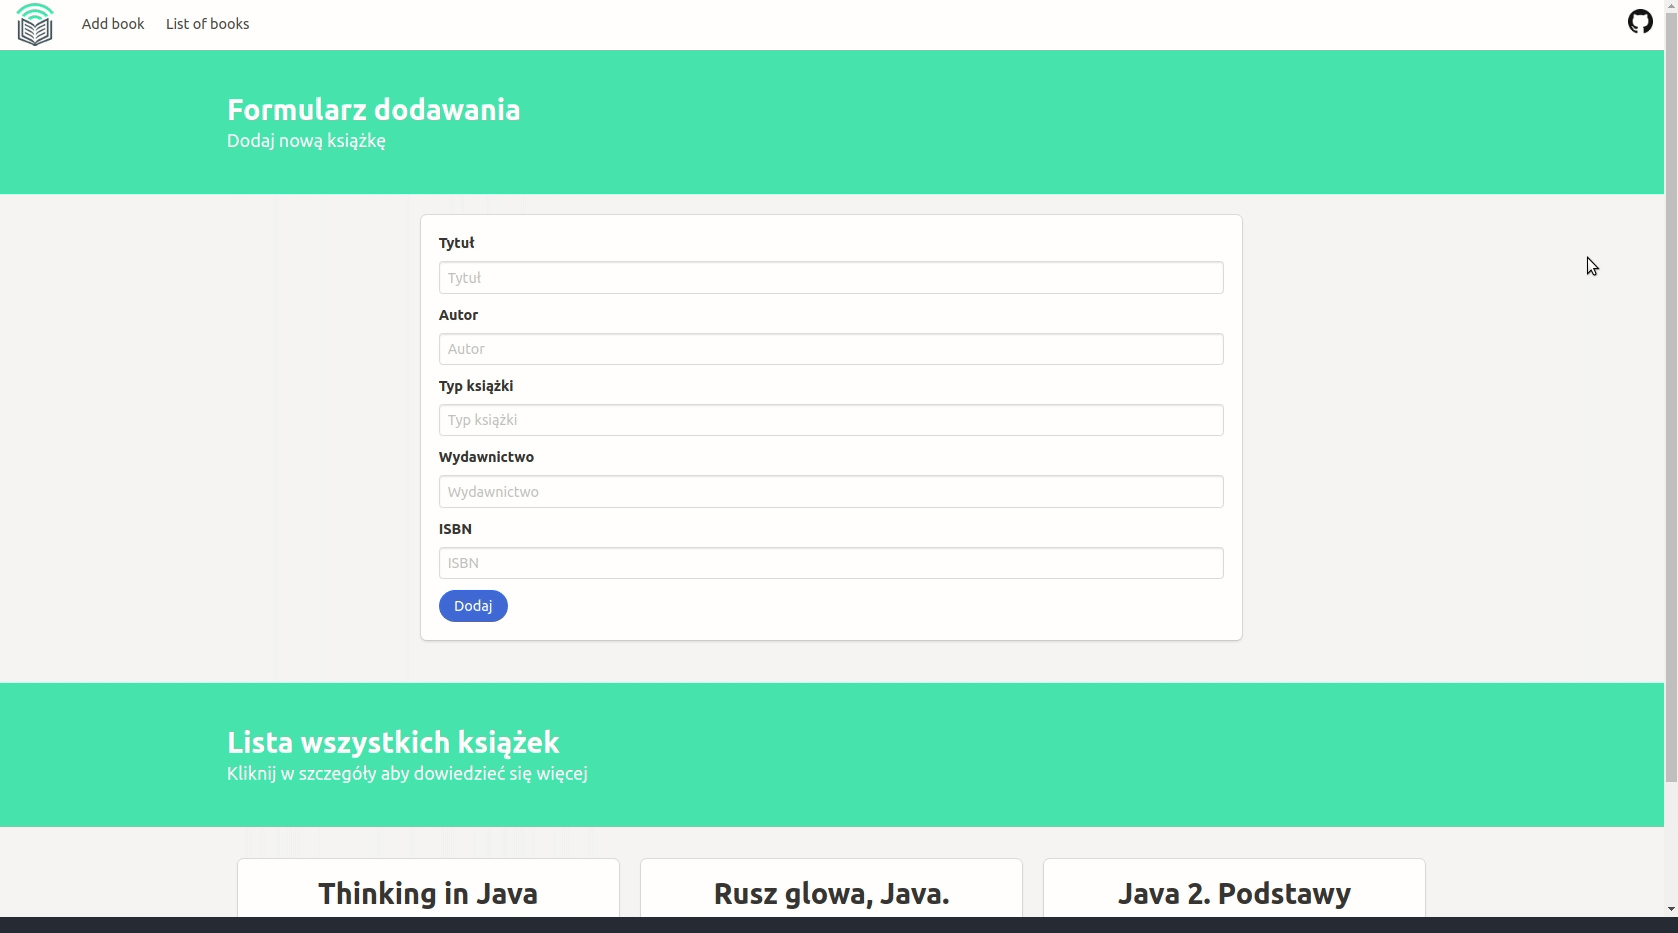 Add book
List of books
Formularz dodawania
Dodaj nową książkę
Tytuł
Tytuł
Autor
Autor
Typ książki
Typ książki
Wydawnictwo
Wydawnictwo
ISBN
ISBN
Dodaj
Lista wszystkich książek
Kliknij w szczegóły aby dowiedzieć się więcej
Thinking in Java
Rusz glowa, Java.
Java 2. Podstawy